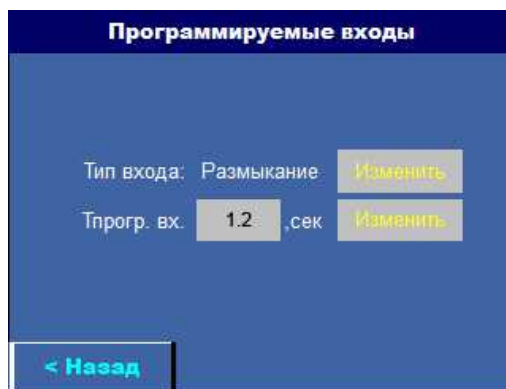 Программируемые входы
Тип входа: Размыкание Изменить
Тпрогр. вх. 1.2 ,сек Изменить
< Назад